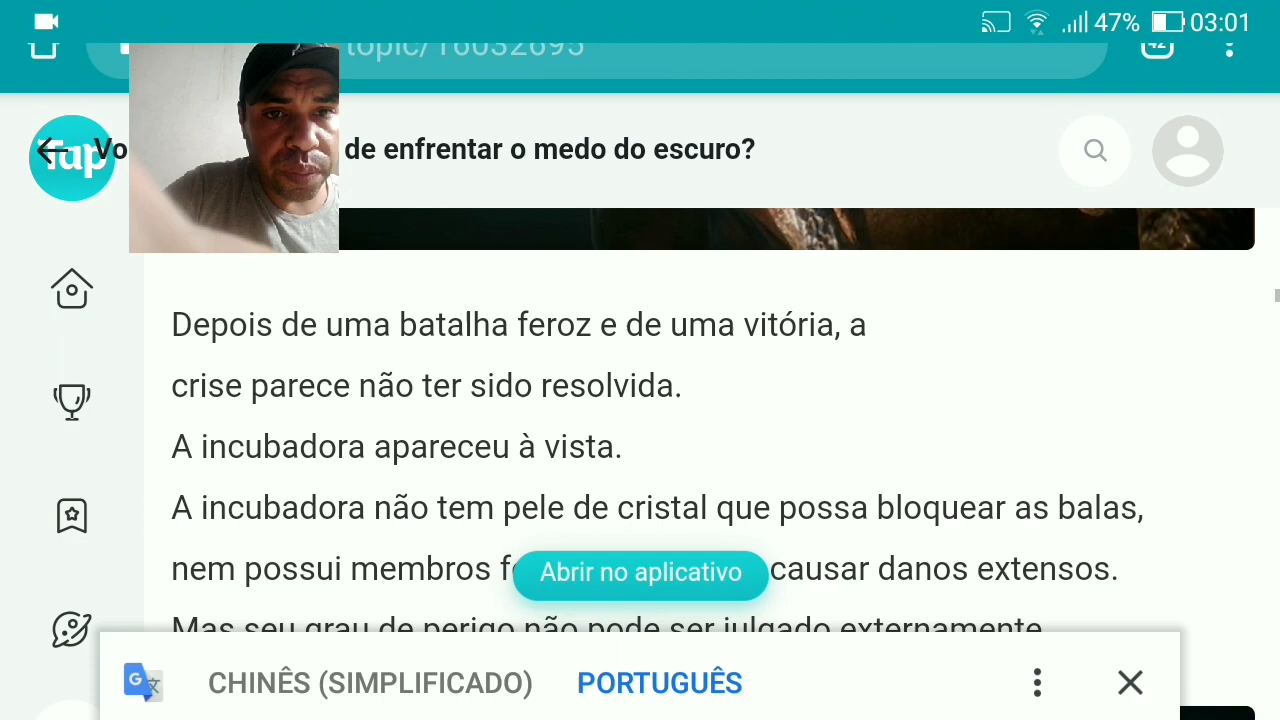 47% 03:01
topic/16032695
42
Tap
Vo de enfrentar o medo do escuro?
Depois de uma batalha feroz e de uma vitória, a
crise parece não ter sido resolvida.
A incubadora apareceu à vista.
A incubadora não tem pele de cristal que possa bloquear as balas,
nem possui membros causar danos extensos.
Abrir no aplicativo
Mas seu grau de perigo não pode ser julgado externamente
CHINÊS (SIMPLIFICADO) PORTUGUÊS